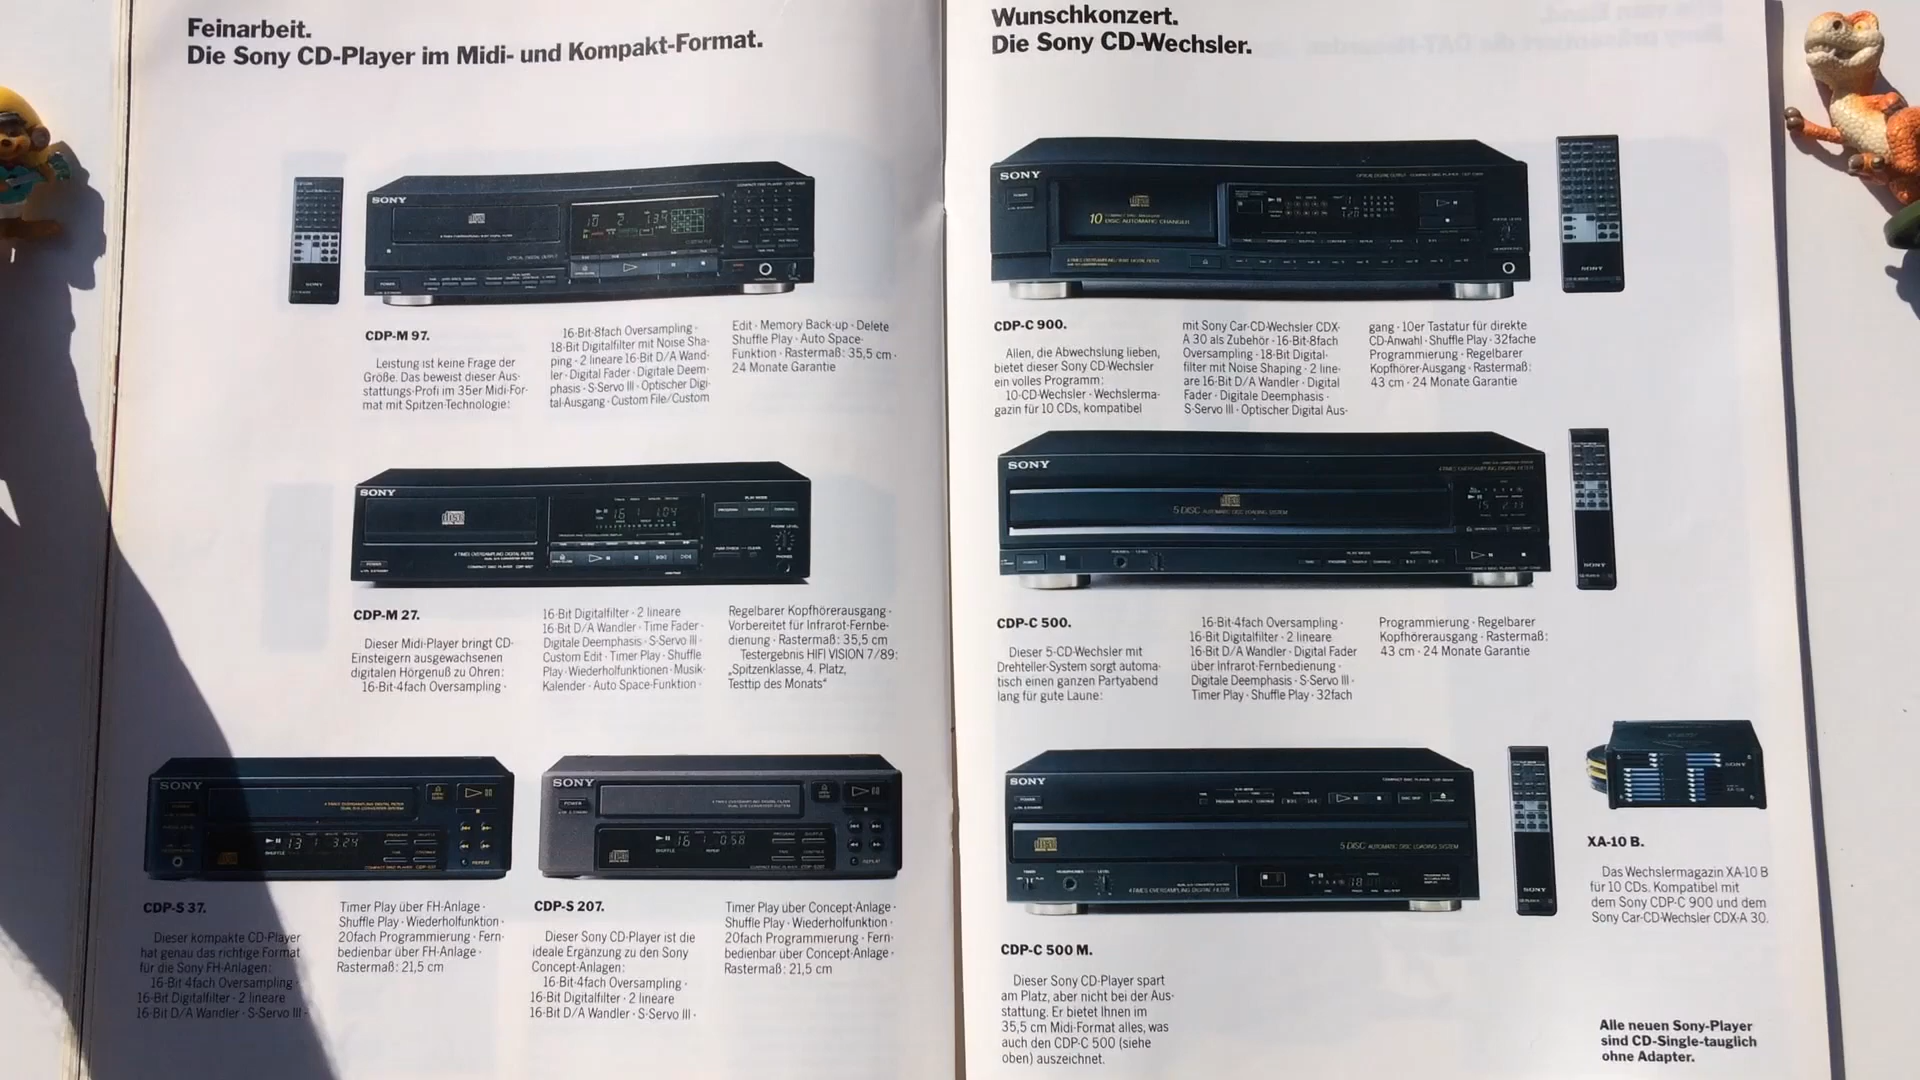 Feinarbeit.
Die Sony CD-Player im Midi- und Kompakt-Format.
SONY
SONY
CDP-M 97.
Leistung ist keine Frage der
Größe. Das beweist dieser Aus-
stattungs-Profi im 35er Midi-For-
mat mit Spitzen-Technologie:
16-Bit-8fach Oversampling ·
18-Bit Digitalfilter mit Noise Sha-
ping · 2 lineare 16-Bit D/A Wand-
ler · Digital Fader · Digitale Deem-
phasis · S-Servo III · Optischer Digi-
tal-Ausgang · Custom File/Custom
Edit · Memory Back-up · Delete
Shuffle Play · Auto Space-
Funktion · Rastermaß: 35,5 cm ·
24 Monate Garantie
SONY
CDP-M 27.
Dieser Midi-Player bringt CD-
Einsteigern ausgewachsenen
digitalen Hörgenuß zu Ohren:
16-Bit-4fach Oversampling ·
16-Bit Digitalfilter · 2 lineare
16-Bit D/A Wandler · Time Fader ·
Digitale Deemphasis · S-Servo III ·
Custom Edit · Timer Play · Shuffle
Play · Wiederholfunktionen · Musik-
Kalender · Auto Space-Funktion ·
Regelbarer Kopfhörerausgang ·
Vorbereitet für Infrarot-Fernbe-
dienung · Rastermaß: 35,5 cm
Testergebnis HIFI VISION 7/89:
„Spitzenklasse, 4. Platz,
Testtip des Monats“
SONY
CDP-S 37.
Dieser kompakte CD-Player
hat genau das richtige Format
für die Sony FH-Anlagen:
16-Bit 4fach Oversampling ·
16-Bit Digitalfilter · 2 lineare
16-Bit D/A Wandler · S-Servo III ·
Timer Play über FH-Anlage ·
Shuffle Play · Wiederholfunktion ·
20fach Programmierung · Fern-
bedienbar über FH-Anlage ·
Rastermaß: 21,5 cm
SONY
CDP-S 207.
Dieser Sony CD-Player ist die
ideale Ergänzung zu den Sony
Concept-Anlagen:
16-Bit-4fach Oversampling ·
16-Bit Digitalfilter · 2 lineare
16-Bit D/A Wandler · S-Servo III ·
Timer Play über Concept-Anlage ·
Shuffle Play · Wiederholfunktion ·
20fach Programmierung · Fern-
bedienbar über Concept-Anlage ·
Rastermaß: 21,5 cm
Wunschkonzert.
Die Sony CD-Wechsler.
SONY
10 DISC AUTOMATIC CHANGER
SONY
CDP-C 900.
Allen, die Abwechslung lieben,
bietet dieser Sony CD-Wechsler
ein volles Programm:
10-CD-Wechsler · Wechslerma-
gazin für 10 CDs, kompatibel
mit Sony Car-CD-Wechsler CDX-
A 30 als Zubehör · 16-Bit-8fach
Oversampling · 18-Bit Digital-
filter mit Noise Shaping · 2 line-
are 16-Bit D/A Wandler · Digital
Fader · Digitale Deemphasis ·
S-Servo III · Optischer Digital Aus-
gang · 10er Tastatur für direkte
CD-Anwahl · Shuffle Play · 32fache
Programmierung · Regelbarer
Kopfhörer-Ausgang · Rastermaß:
43 cm · 24 Monate Garantie
SONY
5 DISC AUTOMATIC DISC LOADING SYSTEM
SONY
CDP-C 500.
Dieser 5-CD-Wechsler mit
Drehteller-System sorgt automa-
tisch einen ganzen Partyabend
lang für gute Laune:
16-Bit-4fach Oversampling ·
16-Bit Digitalfilter · 2 lineare
16-Bit D/A Wandler · Digital Fader
über Infrarot-Fernbedienung ·
Digitale Deemphasis · S-Servo III ·
Timer Play · Shuffle Play · 32fach
Programmierung · Regelbarer
Kopfhörerausgang · Rastermaß:
43 cm · 24 Monate Garantie
SONY
5 DISC AUTOMATIC DISC LOADING SYSTEM
SONY
CDP-C 500 M.
Dieser Sony CD-Player spart
am Platz, aber nicht bei der Aus-
stattung. Er bietet Ihnen im
35,5 cm Midi-Format alles, was
auch den CDP-C 500 (siehe
oben) auszeichnet.
SONY
XA-10 B.
Das Wechslermagazin XA-10 B
für 10 CDs. Kompatibel mit
dem Sony CDP-C 900 und dem
Sony Car-CD-Wechsler CDX-A 30.
Alle neuen Sony-Player
sind CD-Single-tauglich
ohne Adapter.